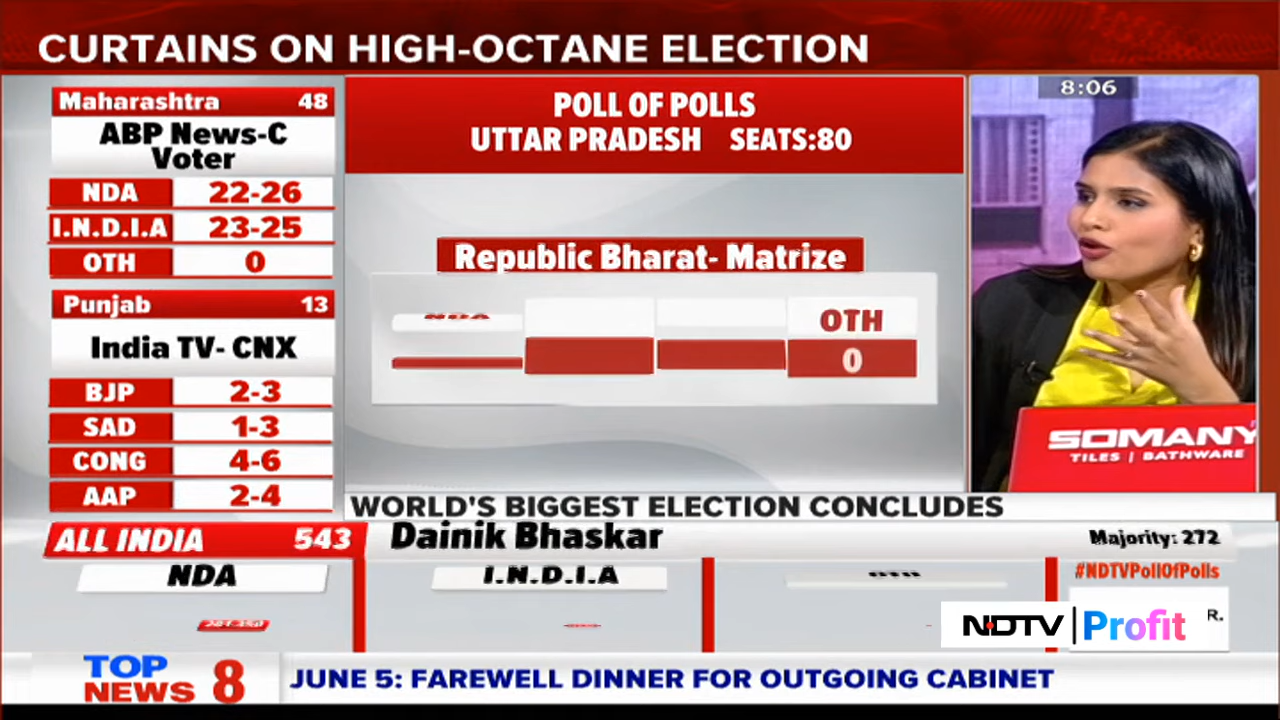 CURTAINS ON HIGH-OCTANE ELECTION
Maharashtra 48
ABP News-C
Voter
NDA 22-26
I.N.D.I.A 23-25
OTH 0
Punjab 13
India TV- CNX
BJP 2-3
SAD 1-3
CONG 4-6
AAP 2-4
POLL OF POLLS
UTTAR PRADESH SEATS:80
Republic Bharat- Matrize
NDA
OTH
0
8:06
SOMANY
TILES | BATHWARE
WORLD'S BIGGEST ELECTION CONCLUDES
ALL INDIA 543
Dainik Bhaskar
Majority: 272
NDA
I.N.D.I.A
OTH
#NDTVPollOfPolls
NDTV Profit
R.
TOP
NEWS 8
JUNE 5: FAREWELL DINNER FOR OUTGOING CABINET